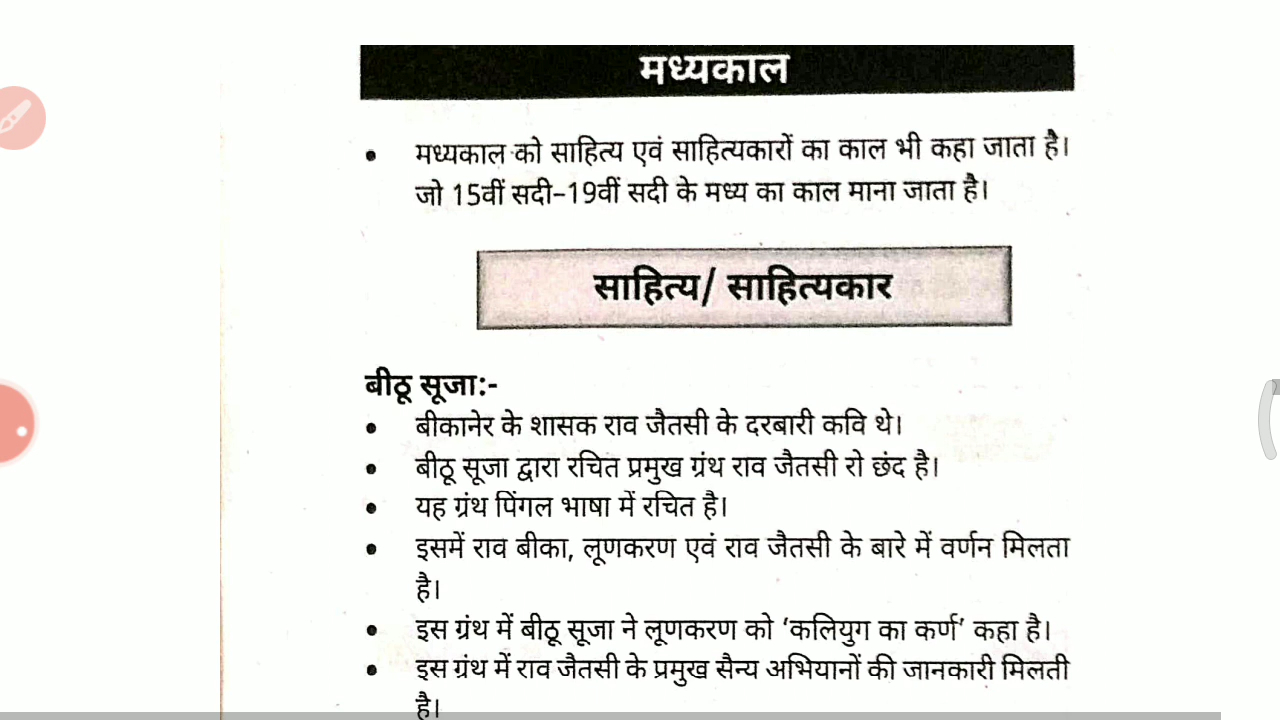 मध्यकाल
• मध्यकाल को साहित्य एवं साहित्यकारों का काल भी कहा जाता है।
जो 15वीं सदी–19वीं सदी के मध्य का काल माना जाता है।
साहित्य/ साहित्यकार
बीठू सूजा:-
• बीकानेर के शासक राव जैतसी के दरबारी कवि थे।
• बीठू सूजा द्वारा रचित प्रमुख ग्रंथ राव जैतसी रो छंद है।
• यह ग्रंथ पिंगल भाषा में रचित है।
• इसमें राव बीका, लूणकरण एवं राव जैतसी के बारे में वर्णन मिलता
है।
• इस ग्रंथ में बीठू सूजा ने लूणकरण को ‘कलियुग का कर्ण’ कहा है।
• इस ग्रंथ में राव जैतसी के प्रमुख सैन्य अभियानों की जानकारी मिलती
है।